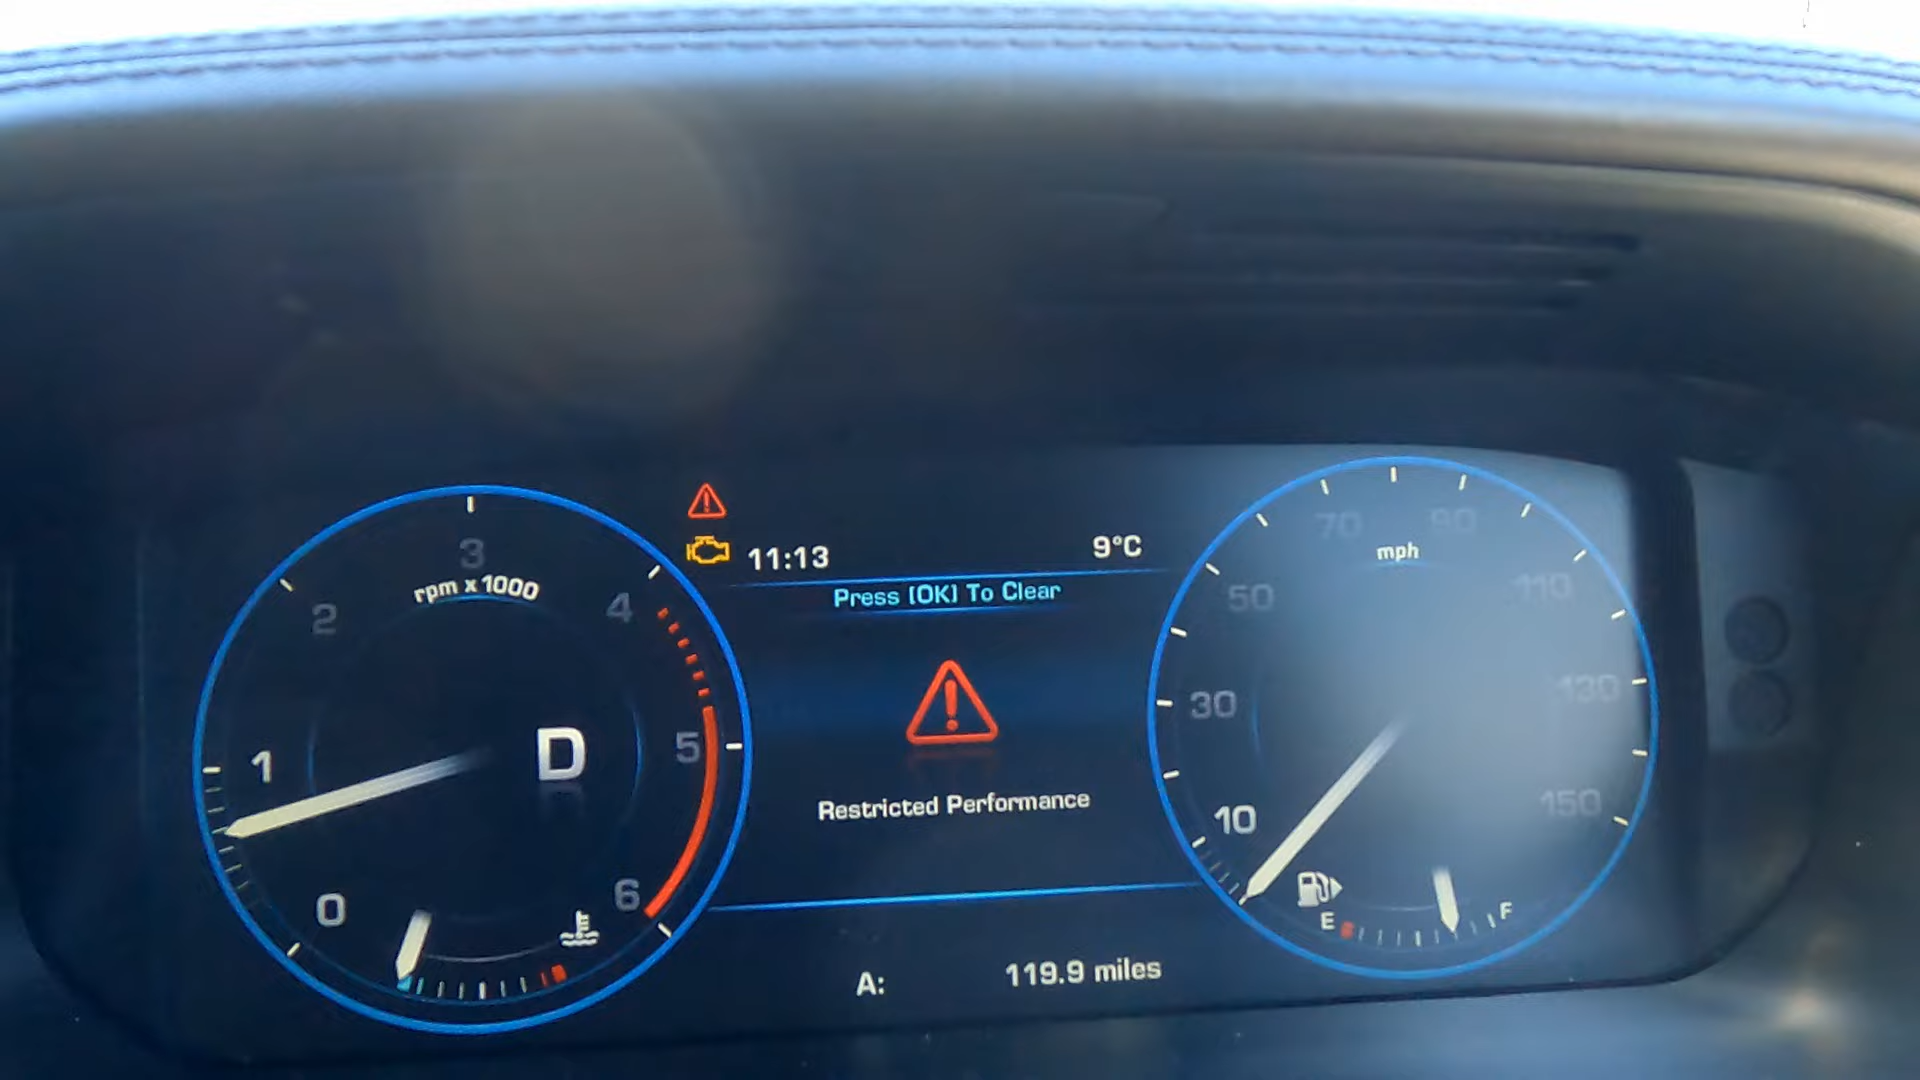 11:13
9°C
Press [OK] To Clear
Restricted Performance
A: 119.9 miles
rpm x 1000
0
1
2
3
4
5
6
D
mph
10
30
50
70
90
110
130
150
E
F